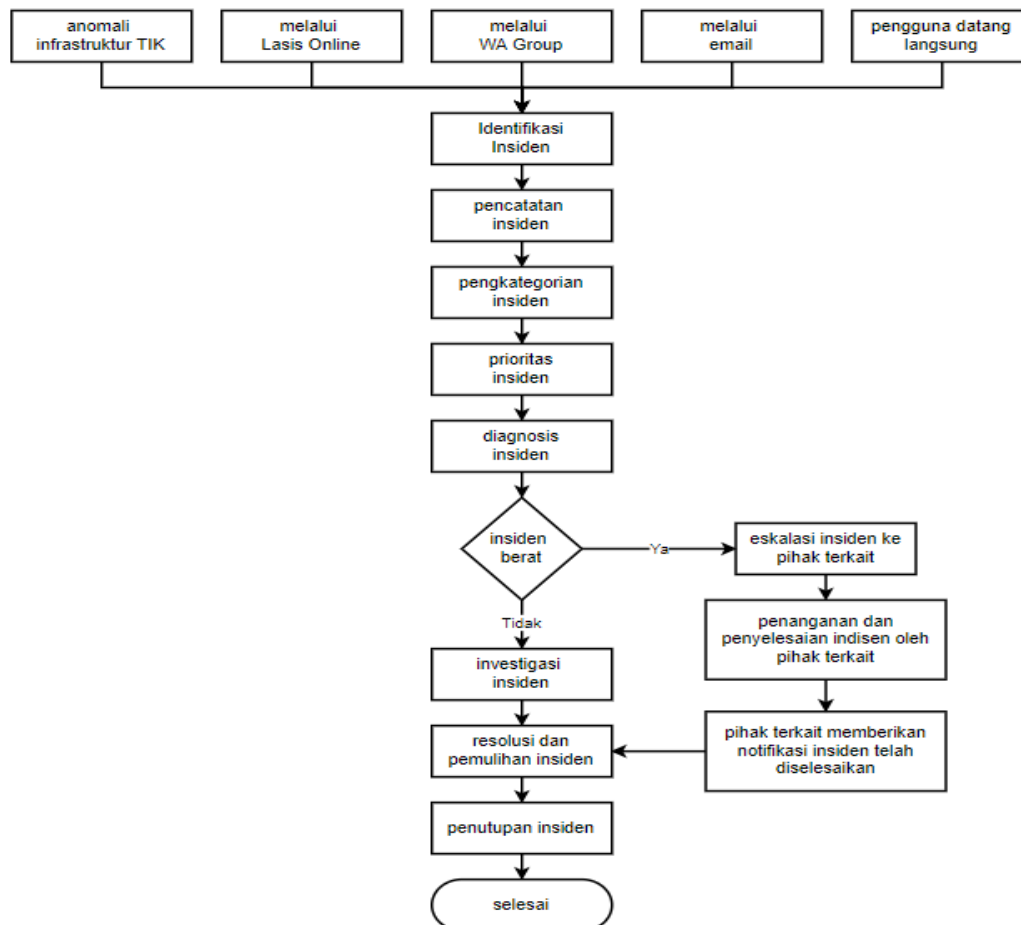 anomali
infrastruktur TIK
melalui
Lasis Online
melalui
WA Group
melalui
email
pengguna datang
langsung
Identifikasi
Insiden
pencatatan
insiden
pengkategorian
insiden
prioritas
insiden
diagnosis
insiden
insiden
berat
Ya
eskalasi insiden ke
pihak terkait
penanganan dan
penyelesaian indisen oleh
pihak terkait
Tidak
investigasi
insiden
resolusi dan
pemulihan insiden
pihak terkait memberikan
notifikasi insiden telah
diselesaikan
penutupan insiden
selesai